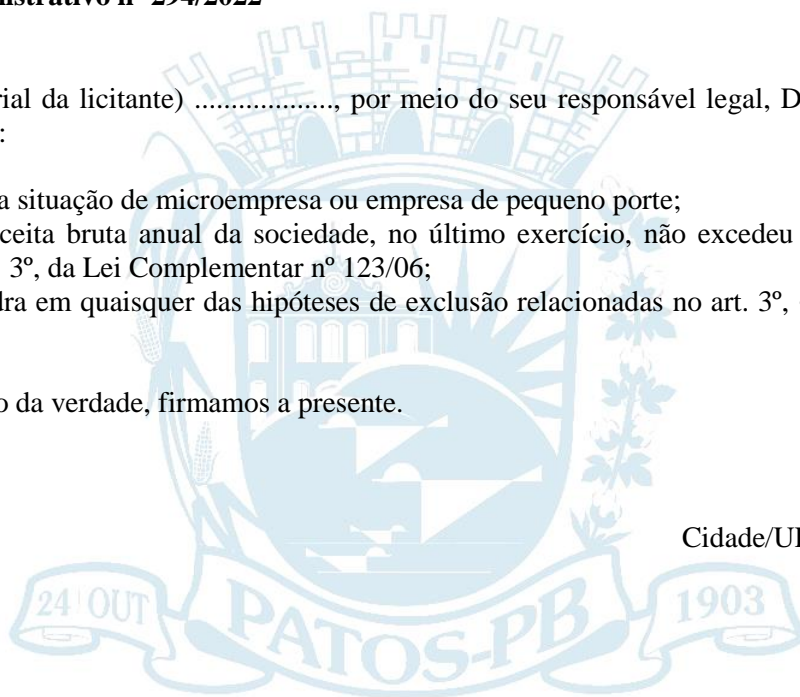 nistrativo nº 294/2022
rial da licitante) .................., por meio do seu responsável legal, D
:
a situação de microempresa ou empresa de pequeno porte;
ceita bruta anual da sociedade, no último exercício, não excedeu
3º, da Lei Complementar nº 123/06;
dra em quaisquer das hipóteses de exclusão relacionadas no art. 3º,
o da verdade, firmamos a presente.
Cidade/U
24 OUT
PATOS-PB
1903